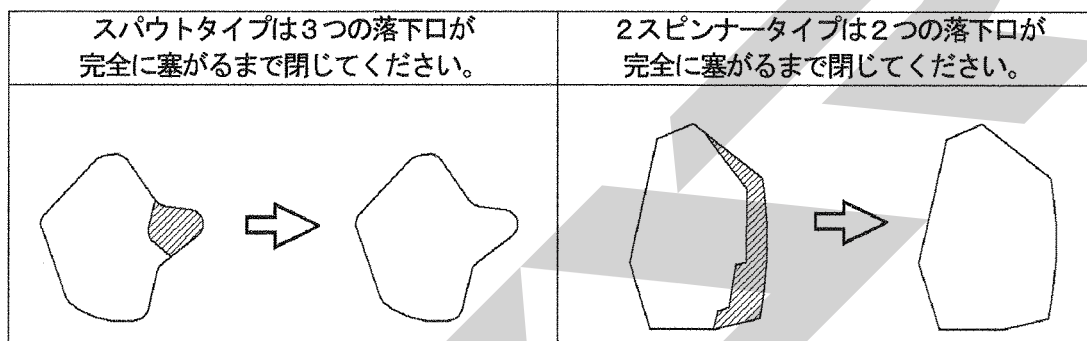 スパウトタイプは3つの落下口が
完全に塞がるまで閉じてください。
2スピンナータイプは2つの落下口が
完全に塞がるまで閉じてください。